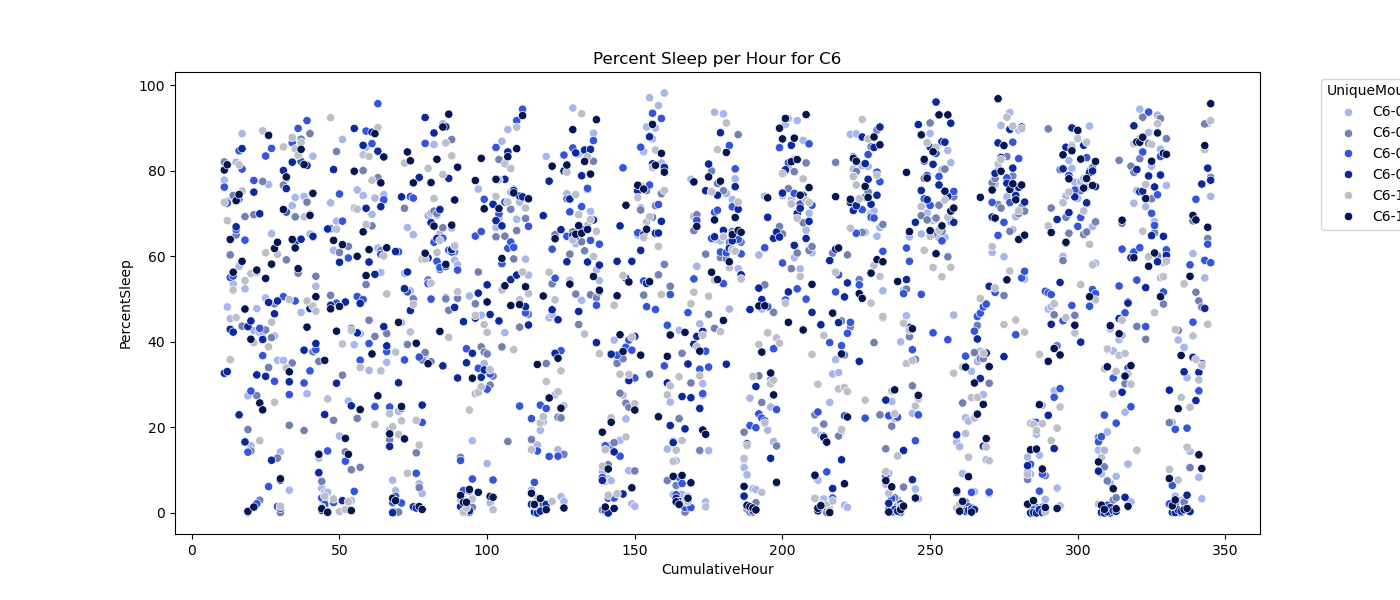 Percent Sleep per Hour for C6
100
80
60
40
20
0
PercentSleep
0 50 100 150 200 250 300 350
CumulativeHour
UniqueMou
C6-0
C6-0
C6-0
C6-0
C6-1
C6-1